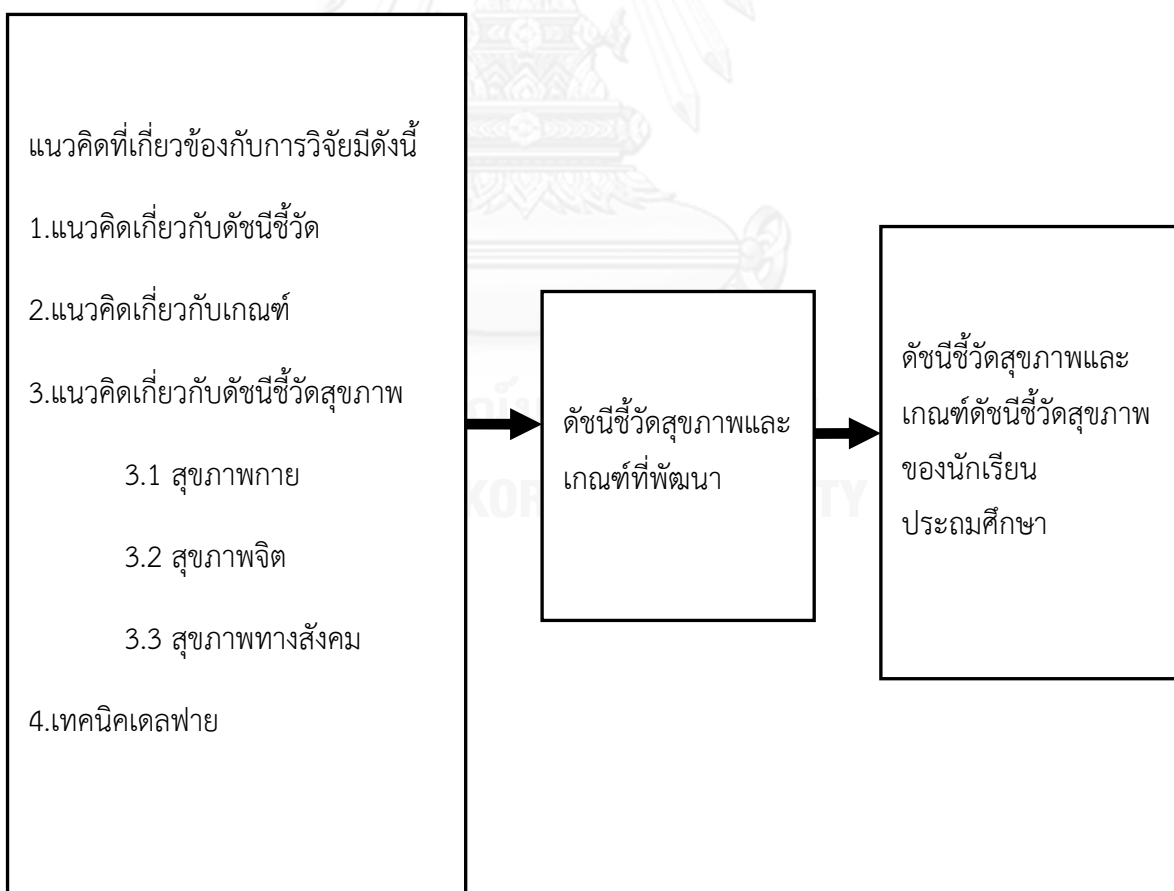 แนวคิดที่เกี่ยวข้องกับการวิจัยมีดังนี้
1.แนวคิดเกี่ยวกับดัชนีชี้วัด
2.แนวคิดเกี่ยวกับเกณฑ์
3.แนวคิดเกี่ยวกับดัชนีชี้วัดสุขภาพ
3.1 สุขภาพกาย
3.2 สุขภาพจิต
3.3 สุขภาพทางสังคม
4.เทคนิคเดลฟาย
ดัชนีชี้วัดสุขภาพและ
เกณฑ์ที่พัฒนา
ดัชนีชี้วัดสุขภาพและ
เกณฑ์ดัชนีชี้วัดสุขภาพ
ของนักเรียน
ประถมศึกษา